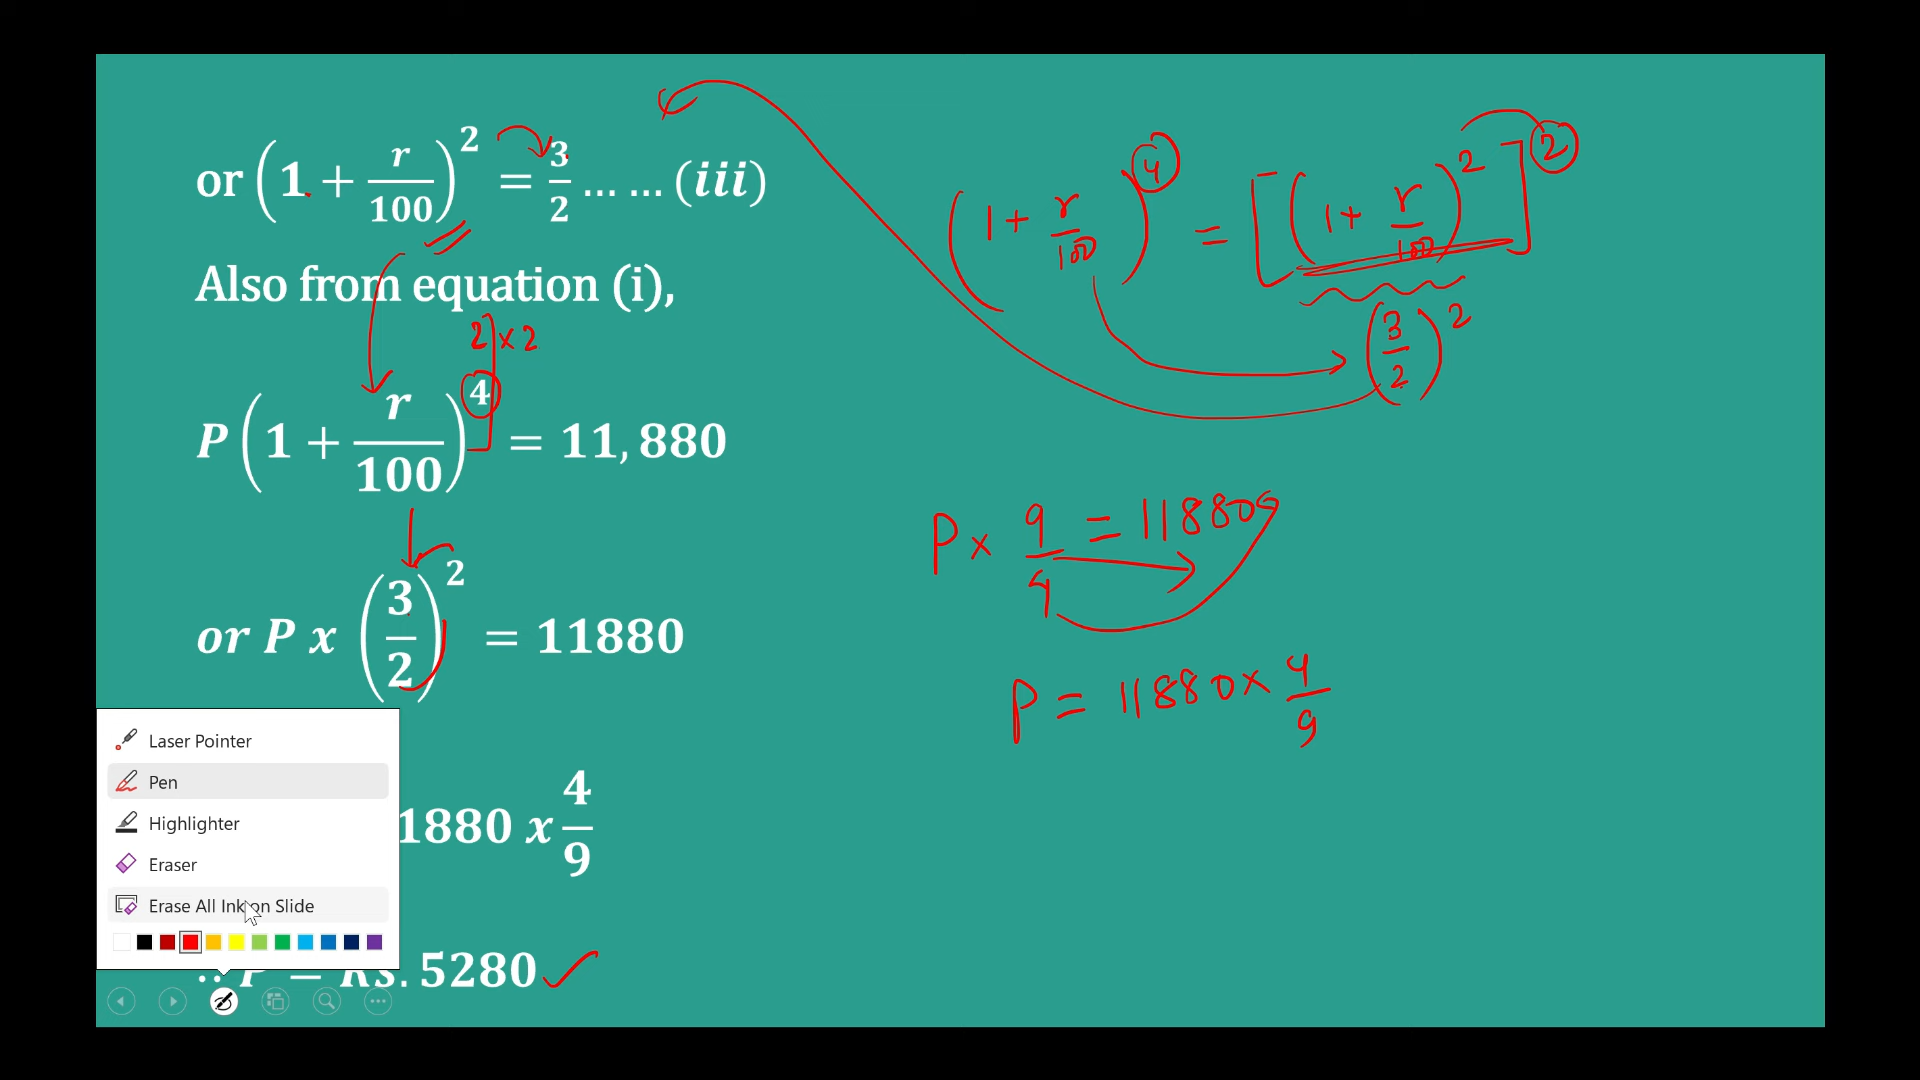 or (1 + r/100)^2 = 3/2 ... ... (iii)
Also from equation (i),
2 x 2
P (1 + r/100)^4 = 11,880
or P x (3/2)^2 = 11880
1880 x 4/9
∴ P = Rs. 5280 ✓
(1 + r/100)^4 = [(1 + r/100)^2]^2
(3/2)^2
P x 9/4 = 11880
P = 11880 x 4/9
Laser Pointer
Pen
Highlighter
Eraser
Erase All Ink on Slide